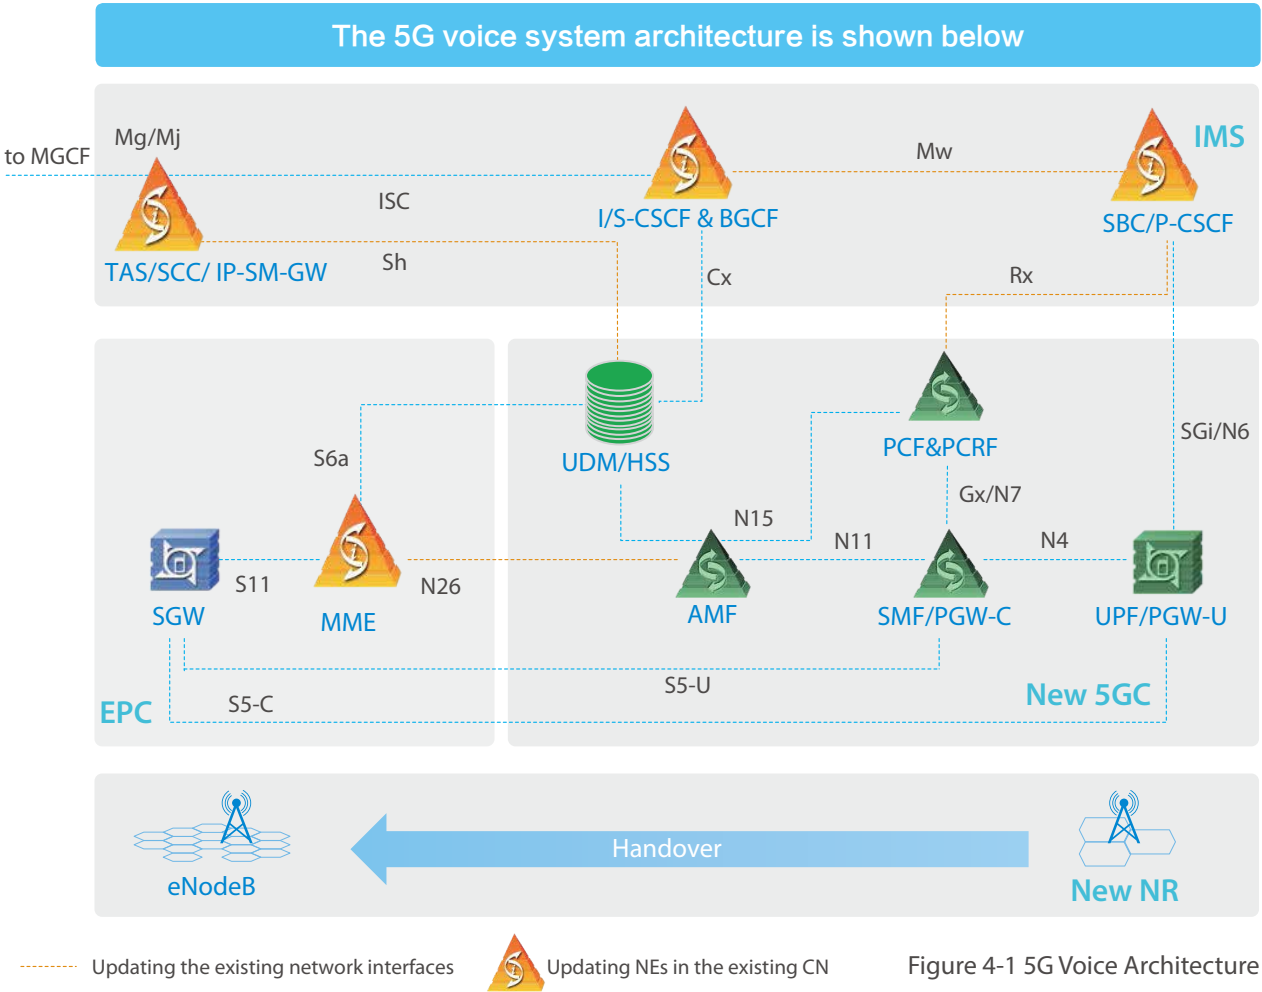 The 5G voice system architecture is shown below
Mg/Mj
IMS
to MGCF
Mw
ISC
I/S-CSCF & BGCF
SBC/P-CSCF
TAS/SCC/ IP-SM-GW
Sh
Cx
Rx
SGi/N6
PCF&PCRF
S6a
UDM/HSS
Gx/N7
N15
N11
N4
S11
N26
SGW
MME
AMF
SMF/PGW-C
UPF/PGW-U
S5-U
New 5GC
EPC
S5-C
Handover
eNodeB
New NR
Updating the existing network interfaces
Updating NEs in the existing CN
Figure 4-1 5G Voice Architecture